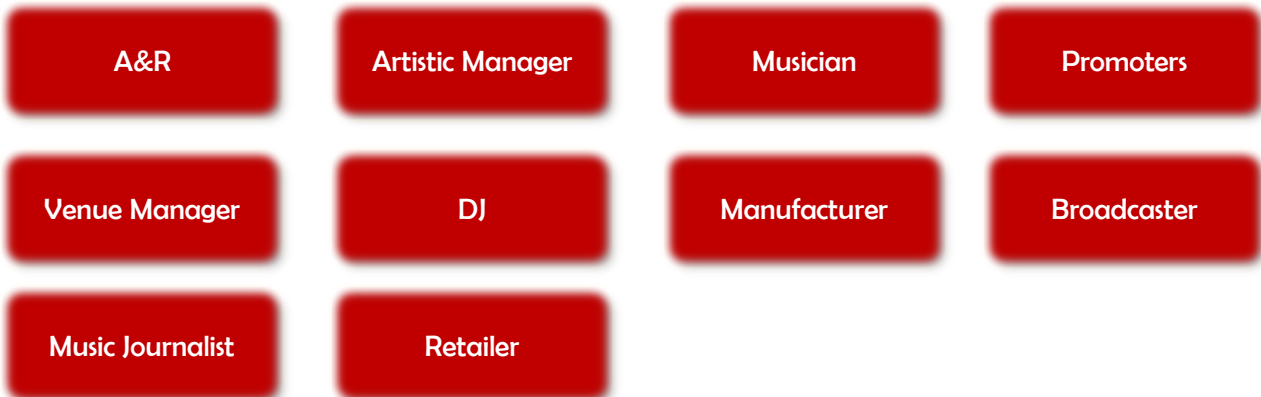 A&R
Artistic Manager
Musician
Promoters
Venue Manager
DJ
Manufacturer
Broadcaster
Music Journalist
Retailer